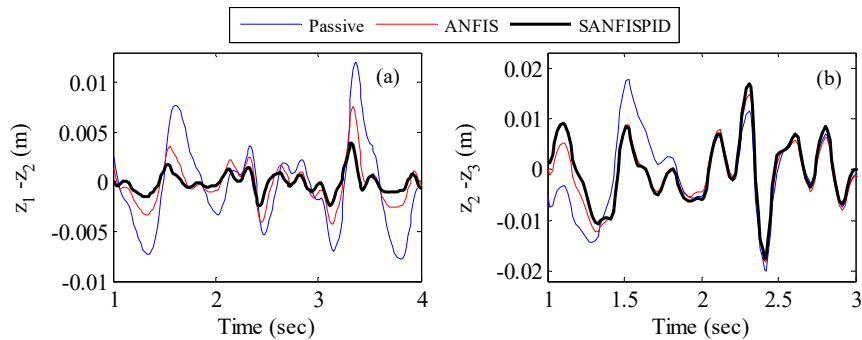 Passive ANFIS SANFISPID
(a)
z1 -z2 (m)
0.01
0.005
0
-0.005
-0.01
1 2 3 4
Time (sec)
(b)
z2 -z3 (m)
0.02
0.01
0
-0.01
-0.02
1 1.5 2 2.5 3
Time (sec)